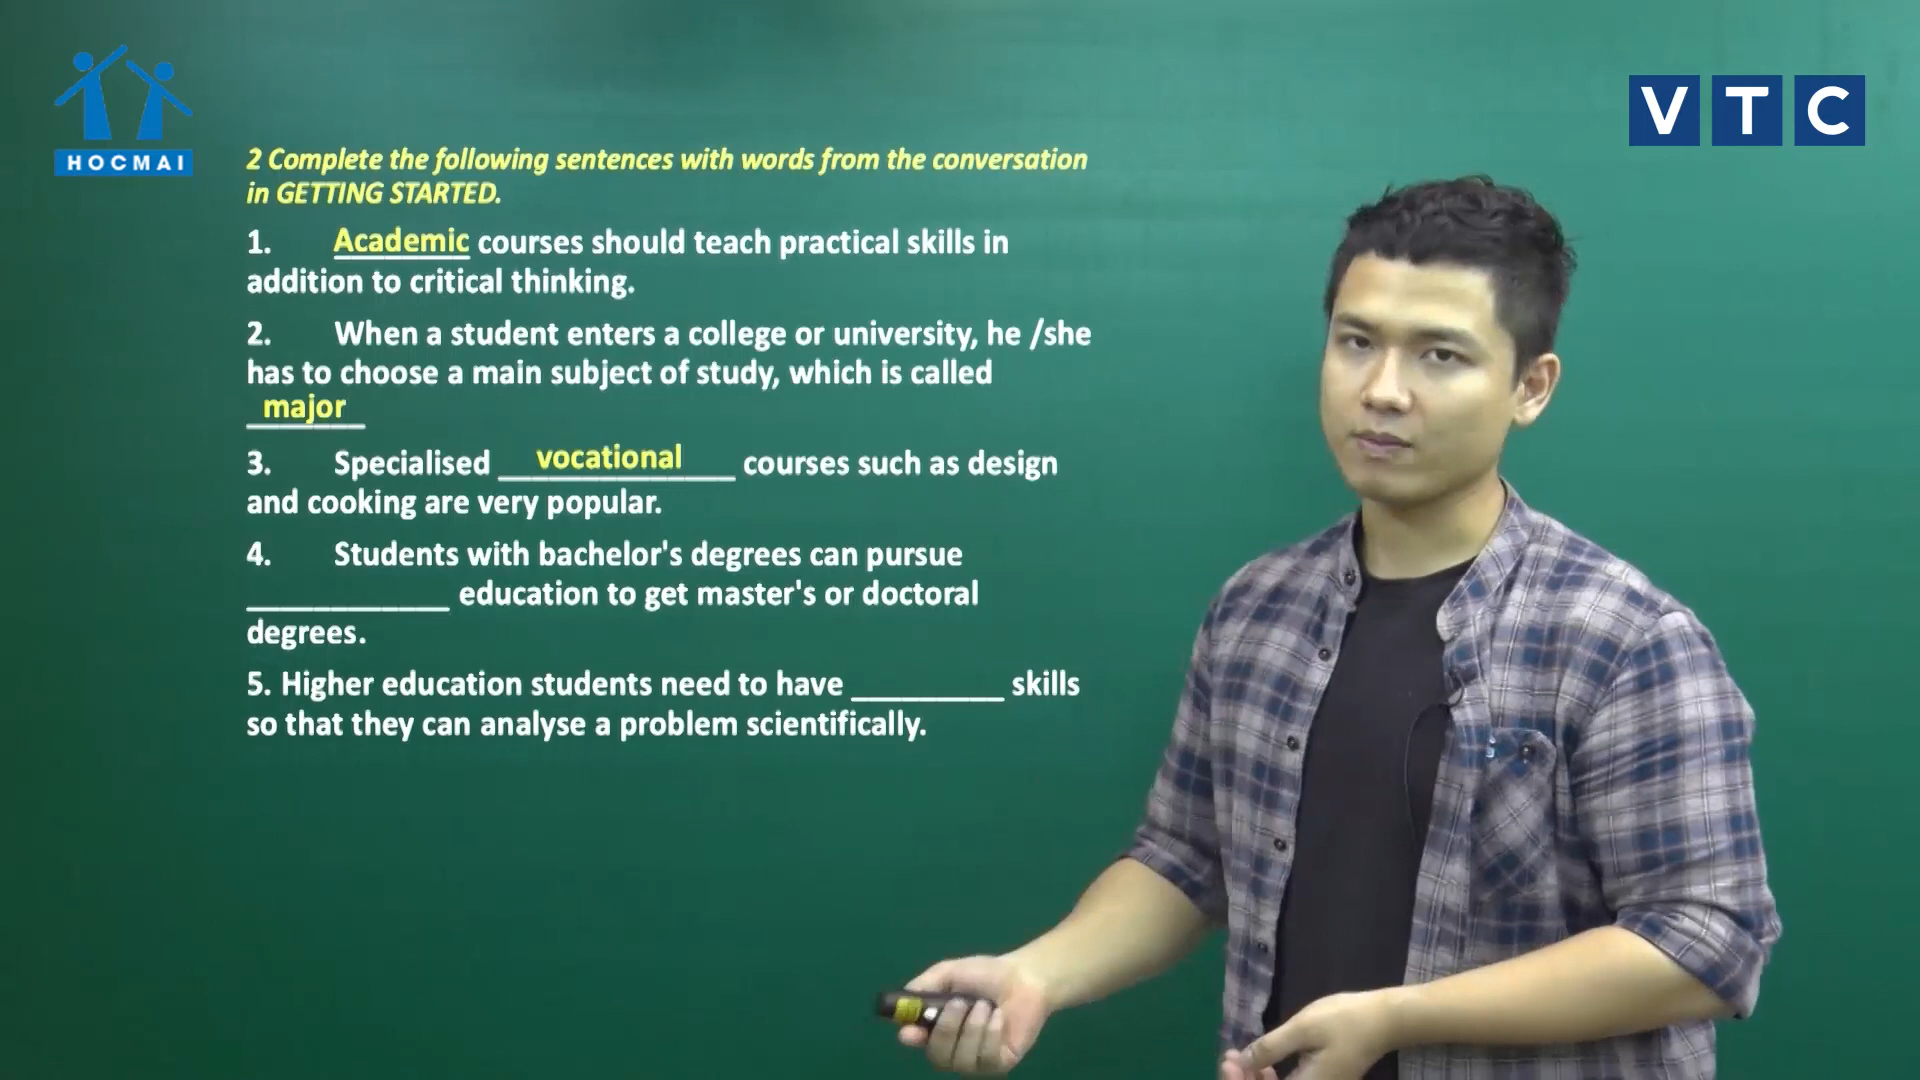 HOCMAI
VTC
2 Complete the following sentences with words from the conversation
in GETTING STARTED.
1. Academic courses should teach practical skills in
addition to critical thinking.
2. When a student enters a college or university, he /she
has to choose a main subject of study, which is called
major
3. Specialised vocational courses such as design
and cooking are very popular.
4. Students with bachelor's degrees can pursue
____________ education to get master's or doctoral
degrees.
5. Higher education students need to have _________ skills
so that they can analyse a problem scientifically.